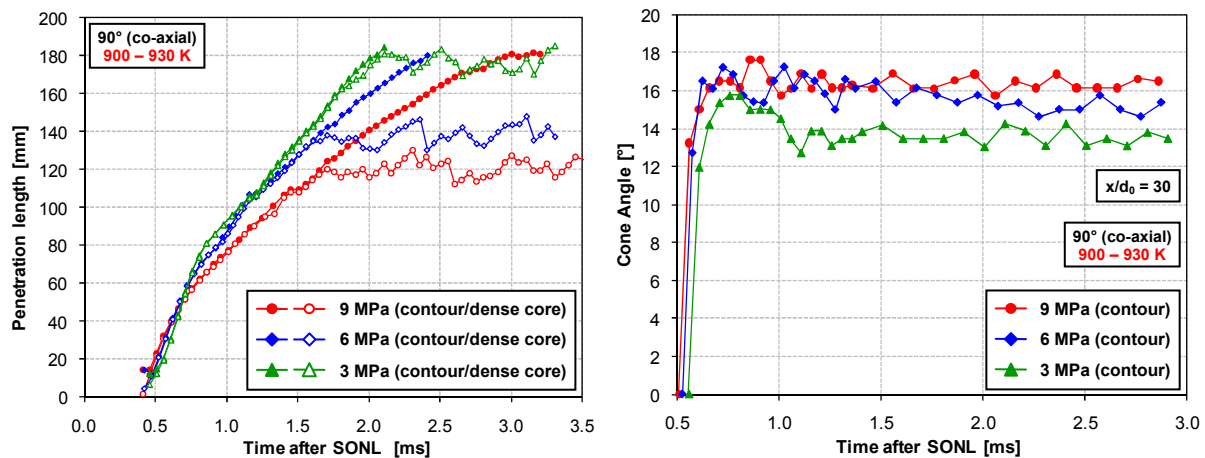 200
180
160
140
120
100
80
60
40
20
0
Penetration length [mm]
90° (co-axial)
900 – 930 K
9 MPa (contour/dense core)
6 MPa (contour/dense core)
3 MPa (contour/dense core)
0.0 0.5 1.0 1.5 2.0 2.5 3.0 3.5
Time after SONL [ms]
20
18
16
14
12
10
8
6
4
2
0
Cone Angle [°]
x/d0 = 30
90° (co-axial)
900 – 930 K
9 MPa (contour)
6 MPa (contour)
3 MPa (contour)
0.5 1.0 1.5 2.0 2.5 3.0
Time after SONL [ms]